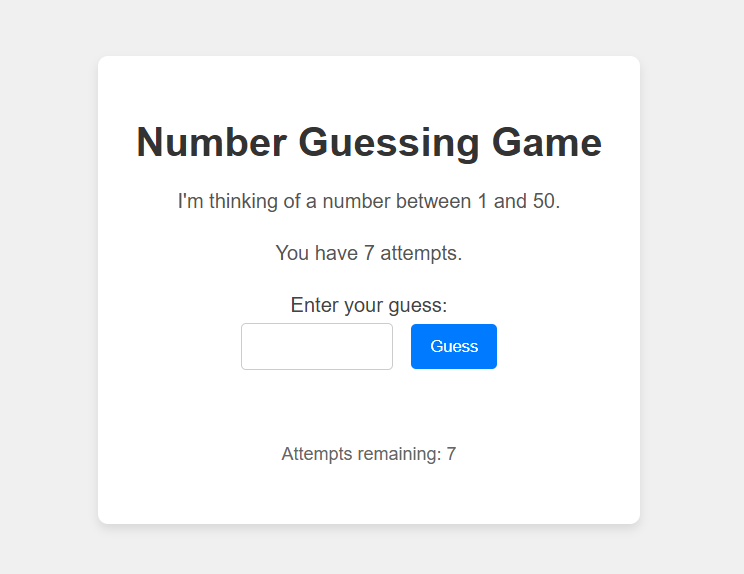 Number Guessing Game
I'm thinking of a number between 1 and 50.
You have 7 attempts.
Enter your guess:
Guess
Attempts remaining: 7